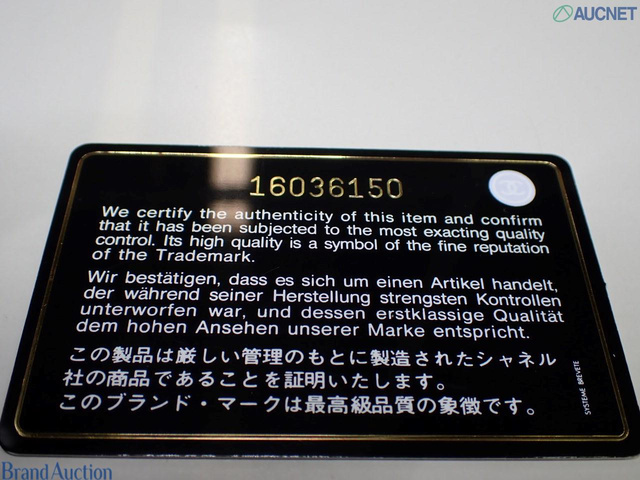 AUCNET
16036150
We certify the authenticity of this item and confirm
that it has been subjected to the most exacting quality
control. Its high quality is a symbol of the fine reputation
of the Trademark.
Wir bestätigen, dass es sich um einen Artikel handelt,
der während seiner Herstellung strengsten Kontrollen
unterworfen war, und dessen erstklassige Qualität
dem hohen Ansehen unserer Marke entspricht.
この製品は厳しい管理のもとに製造されたシャネル
社の商品であることを証明いたします。
このブランド・マークは最高級品質の象徴です。
SYSTEME BREVETE
Brand Auction